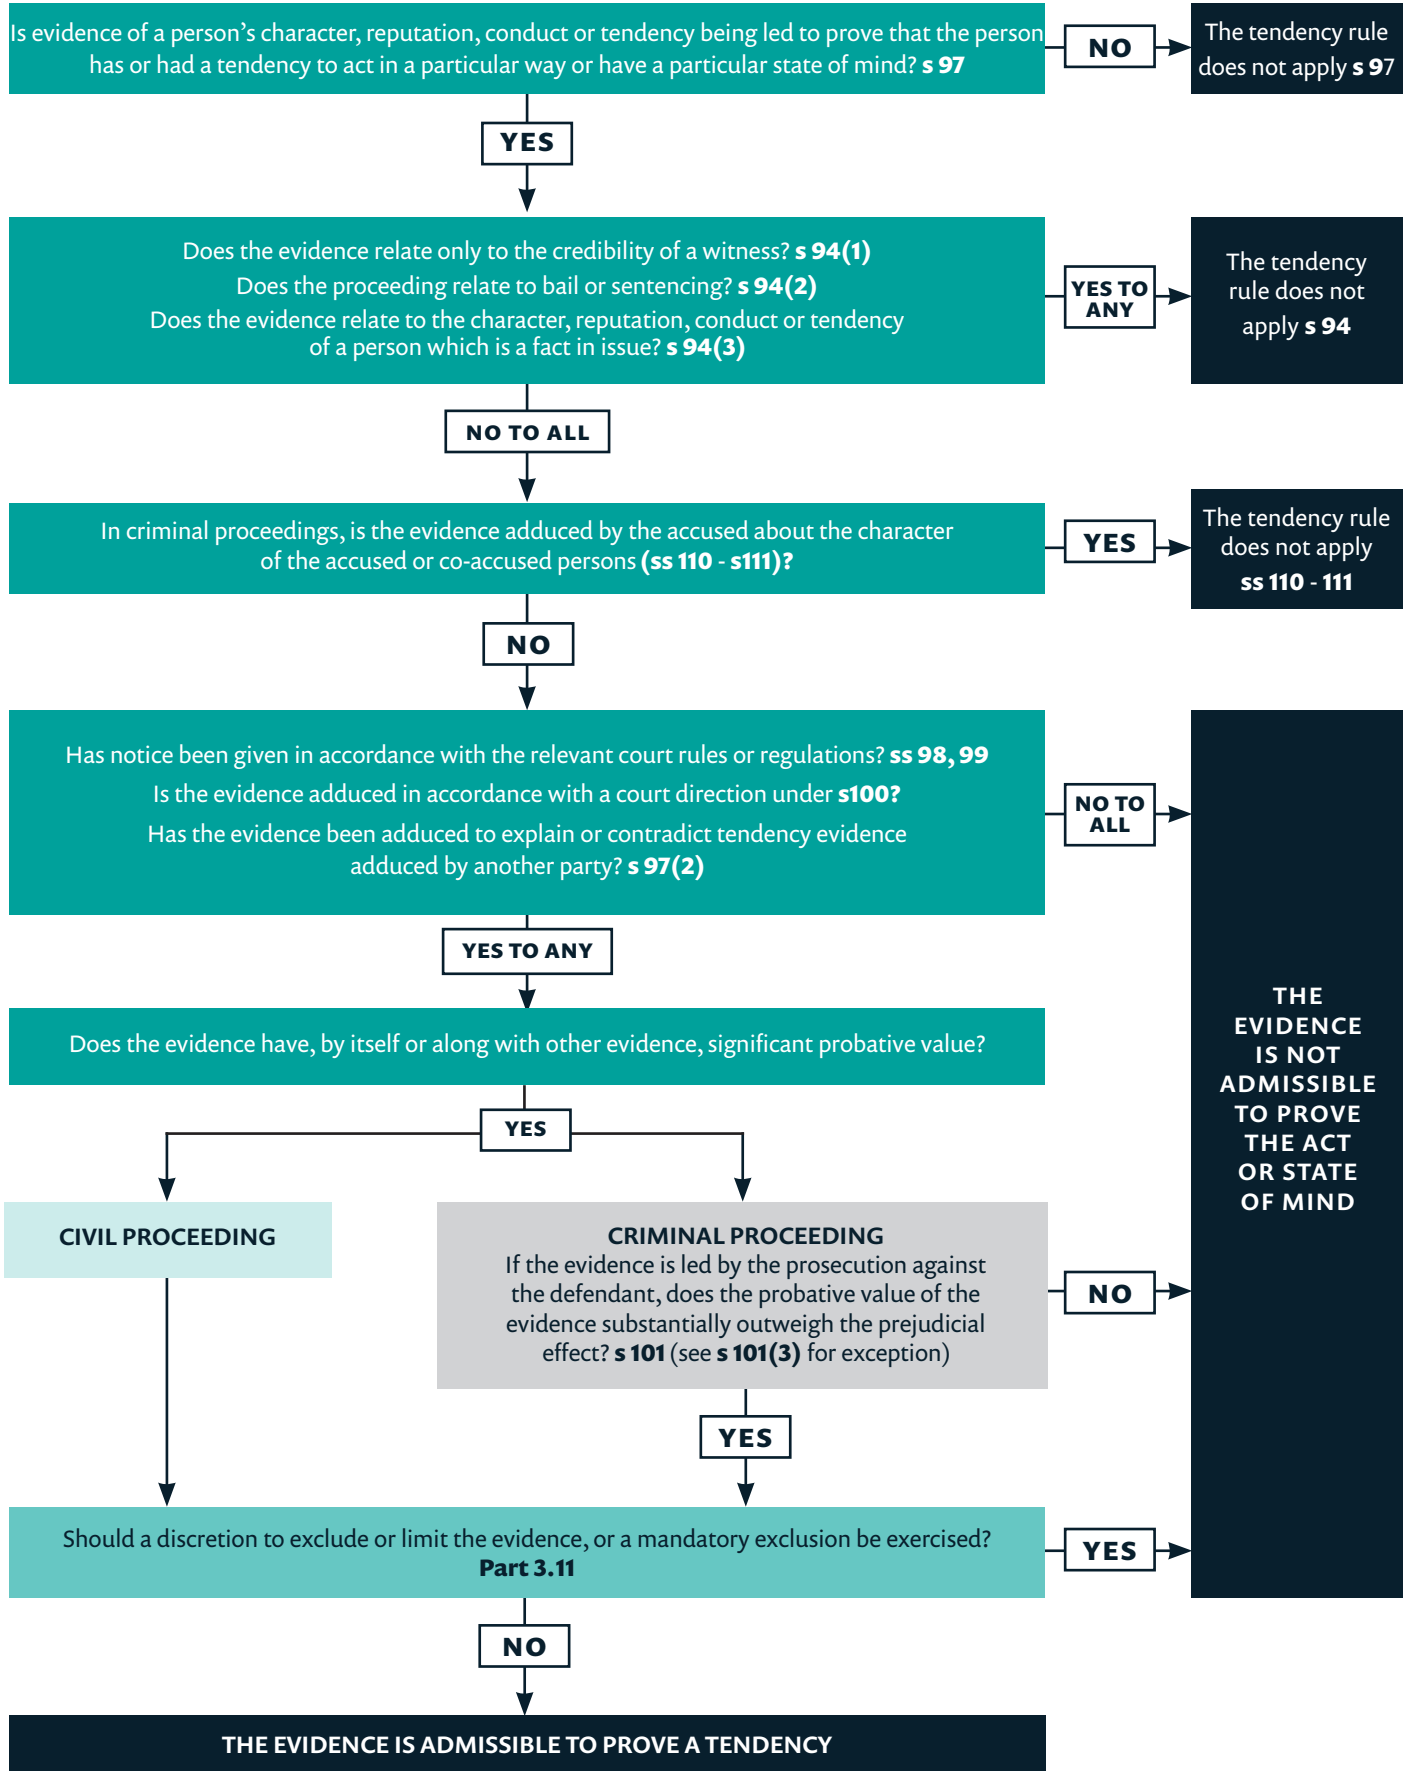 Is evidence of a person’s character, reputation, conduct or tendency being led to prove that the person
has or had a tendency to act in a particular way or have a particular state of mind? s 97
NO
The tendency rule
does not apply s 97
YES
Does the evidence relate only to the credibility of a witness? s 94(1)
Does the proceeding relate to bail or sentencing? s 94(2)
Does the evidence relate to the character, reputation, conduct or tendency
of a person which is a fact in issue? s 94(3)
YES TO
ANY
The tendency
rule does not
apply s 94
NO TO ALL
In criminal proceedings, is the evidence adduced by the accused about the character
of the accused or co-accused persons (ss 110 - s111)?
YES
The tendency rule
does not apply
ss 110 - 111
NO
Has notice been given in accordance with the relevant court rules or regulations? ss 98, 99
Is the evidence adduced in accordance with a court direction under s100?
Has the evidence been adduced to explain or contradict tendency evidence
adduced by another party? s 97(2)
NO TO
ALL
YES TO ANY
Does the evidence have, by itself or along with other evidence, significant probative value?
YES
THE
EVIDENCE
IS NOT
ADMISSIBLE
TO PROVE
THE ACT
OR STATE
OF MIND
CIVIL PROCEEDING
CRIMINAL PROCEEDING
If the evidence is led by the prosecution against
the defendant, does the probative value of the
evidence substantially outweigh the prejudicial
effect? s 101 (see s 101(3) for exception)
NO
YES
Should a discretion to exclude or limit the evidence, or a mandatory exclusion be exercised?
Part 3.11
YES
NO
THE EVIDENCE IS ADMISSIBLE TO PROVE A TENDENCY